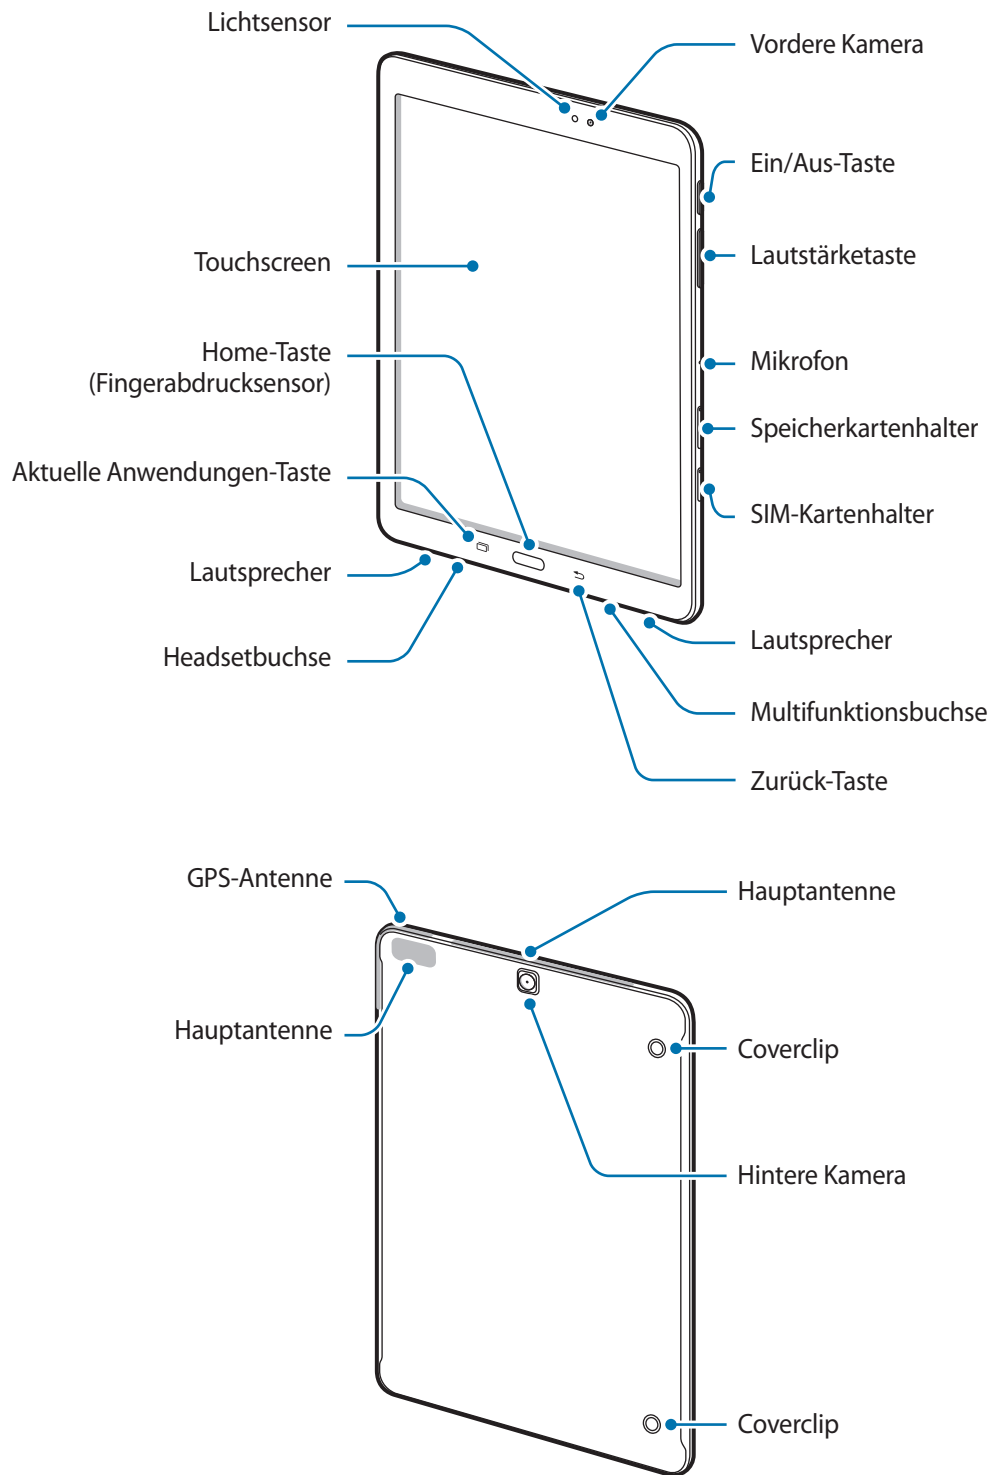 Lichtsensor
Vordere Kamera
Ein/Aus-Taste
Touchscreen
Lautstärketaste
Home-Taste
(Fingerabdrucksensor)
Mikrofon
Speicherkartenhalter
Aktuelle Anwendungen-Taste
SIM-Kartenhalter
Lautsprecher
Lautsprecher
Headsetbuchse
Multifunktionsbuchse
Zurück-Taste
GPS-Antenne
Hauptantenne
Hauptantenne
Coverclip
Hintere Kamera
Coverclip